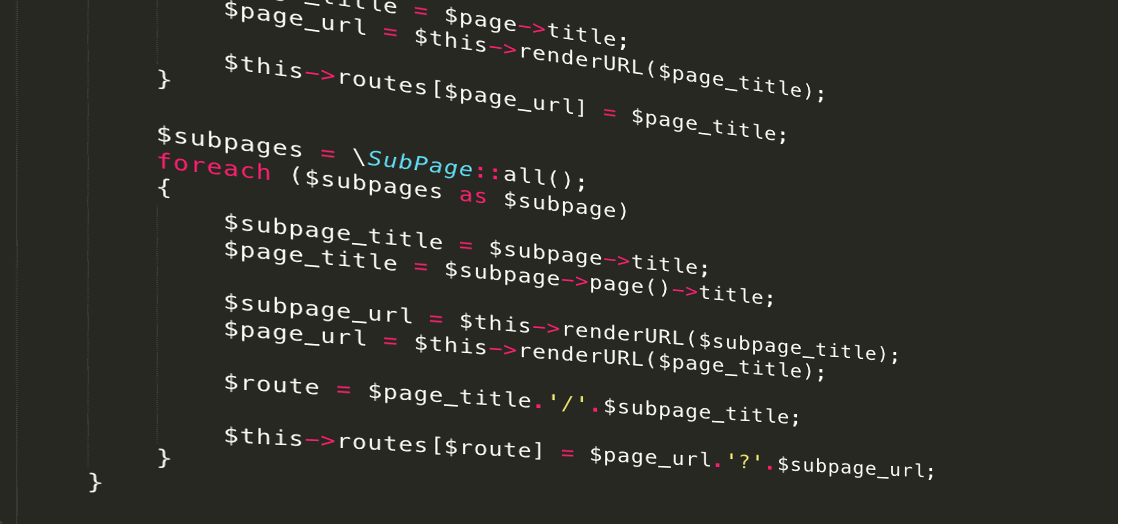 $page_title = $page->title;
$page_url = $this->renderURL($page_title);
$this->routes[$page_url] = $page_title;
}
$subpages = \SubPage::all();
foreach ($subpages as $subpage)
{
$subpage_title = $subpage->title;
$page_title = $subpage->page()->title;
$subpage_url = $this->renderURL($subpage_title);
$page_url = $this->renderURL($page_title);
$route = $page_title.'/'.$subpage_title;
$this->routes[$route] = $page_url.'?'.$subpage_url;
}
}